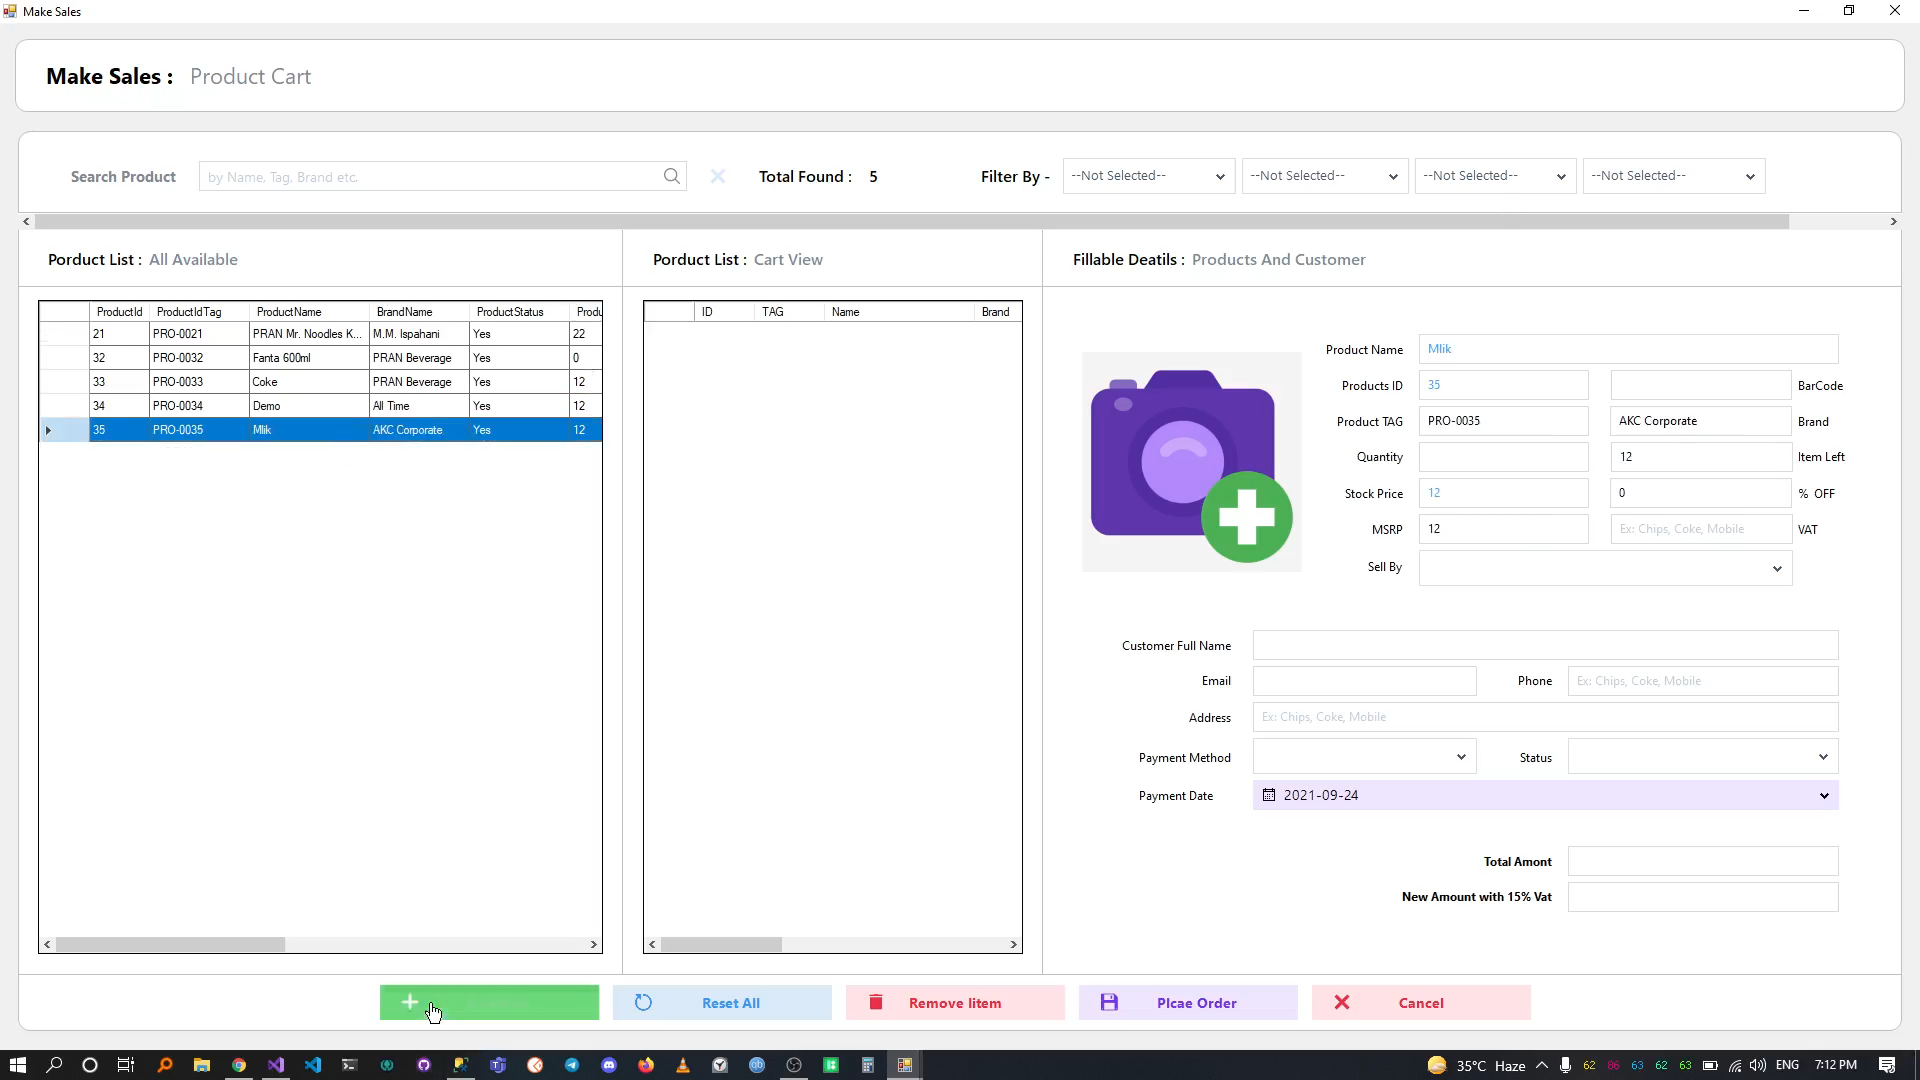 Make Sales
Make Sales : Product Cart
Search Product by Name, Tag, Brand etc. Total Found : 5 Filter By - --Not Selected-- --Not Selected-- --Not Selected-- --Not Selected--
Porduct List : All Available Porduct List : Cart View Fillable Deatils : Products And Customer
ProductId ProductIdTag ProductName BrandName ProductStatus Produ
21 PRO-0021 PRAN Mr. Noodles K... M.M. Ispahani Yes 22
32 PRO-0032 Fanta 600ml PRAN Beverage Yes 0
33 PRO-0033 Coke PRAN Beverage Yes 12
34 PRO-0034 Demo All Time Yes 12
35 PRO-0035 Mlik AKC Corporate Yes 12
ID TAG Name Brand
Product Name Mlik
Products ID 35 BarCode
Product TAG PRO-0035 AKC Corporate Brand
Quantity 12 Item Left
Stock Price 12 0 % OFF
MSRP 12 Ex: Chips, Coke, Mobile VAT
Sell By
Customer Full Name
Email Phone Ex: Chips, Coke, Mobile
Address Ex: Chips, Coke, Mobile
Payment Method Status
Payment Date 2021-09-24
Total Amont
New Amount with 15% Vat
Reset All Remove Iitem Plcae Order Cancel
35°C Haze 62 86 63 62 63 ENG 7:12 PM